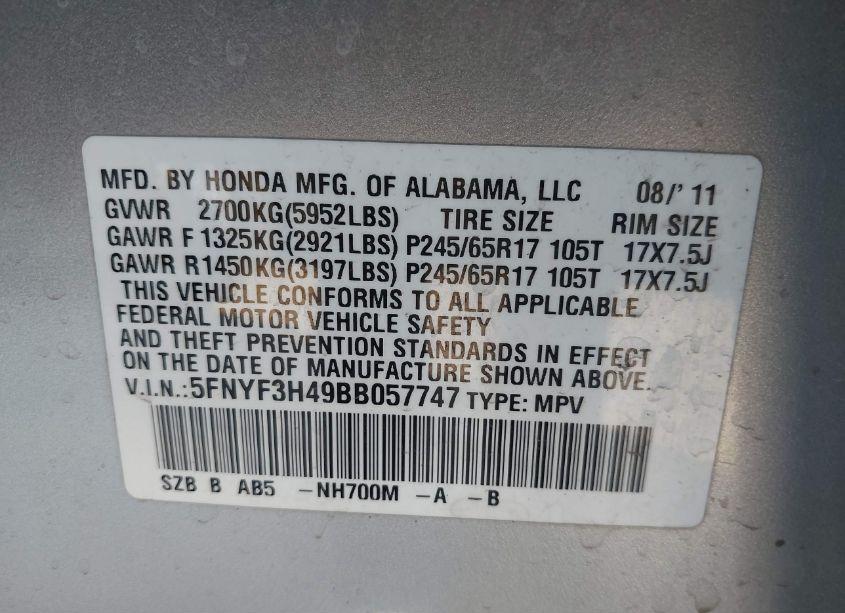 MFD. BY HONDA MFG. OF ALABAMA, LLC 08/' 11
GVWR 2700KG(5952LBS) TIRE SIZE RIM SIZE
GAWR F 1325KG(2921LBS) P245/65R17 105T 17X7.5J
GAWR R1450KG(3197LBS) P245/65R17 105T 17X7.5J
THIS VEHICLE CONFORMS TO ALL APPLICABLE
FEDERAL MOTOR VEHICLE SAFETY
AND THEFT PREVENTION STANDARDS IN EFFECT
ON THE DATE OF MANUFACTURE SHOWN ABOVE.
V.I.N.:5FNYF3H49BB057747 TYPE: MPV
SZB B AB5 -NH700M -A -B